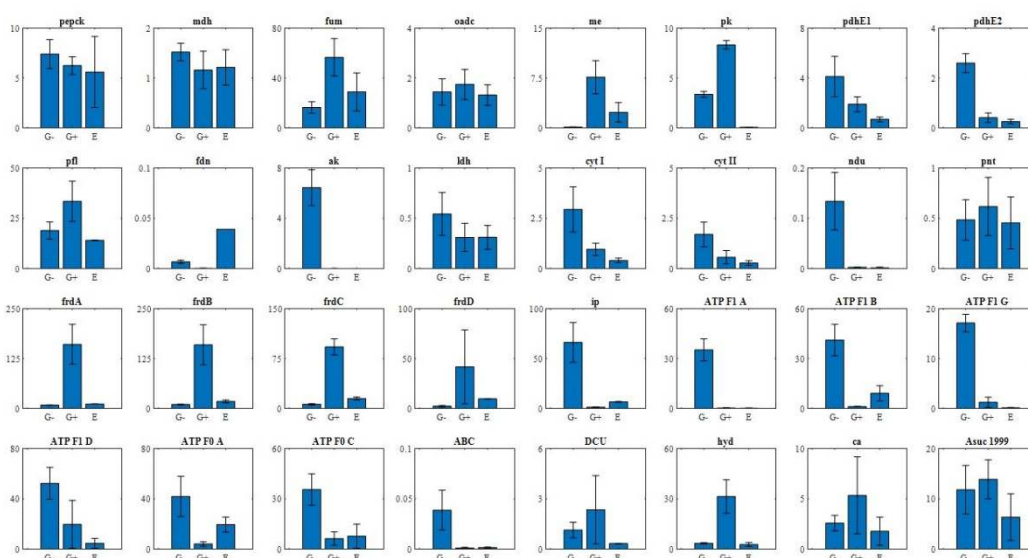 pepck mdh fum oadc me pk pdhE1 pdhE2
10 2 80 4 15 10 8 4
5 1 40 2 7.5 5 4 2
0 0 0 0 0 0 0 0
G- G+ E G- G+ E G- G+ E G- G+ E G- G+ E G- G+ E G- G+ E G- G+ E
pfl fdn ak ldh cyt I cyt II ndu pnt
50 0.1 8 1 5 5 0.2 1
25 0.05 4 0.5 2.5 2.5 0.1 0.5
0 0 0 0 0 0 0 0
G- G+ E G- G+ E G- G+ E G- G+ E G- G+ E G- G+ E G- G+ E G- G+ E
frdA frdB frdC frdD ip ATP F1 A ATP F1 B ATP F1 G
250 250 150 100 100 60 60 20
125 125 75 50 50 30 30 10
0 0 0 0 0 0 0 0
G- G+ E G- G+ E G- G+ E G- G+ E G- G+ E G- G+ E G- G+ E G- G+ E
ATP F1 D ATP F0 A ATP F0 C ABC DCU hyd ca Asuc 1999
80 80 80 0.1 6 60 10 20
40 40 40 0.05 3 30 5 10
0 0 0 0 0 0 0 0
G- G+ E G- G+ E G- G+ E G- G+ E G- G+ E G- G+ E G- G+ E G- G+ E